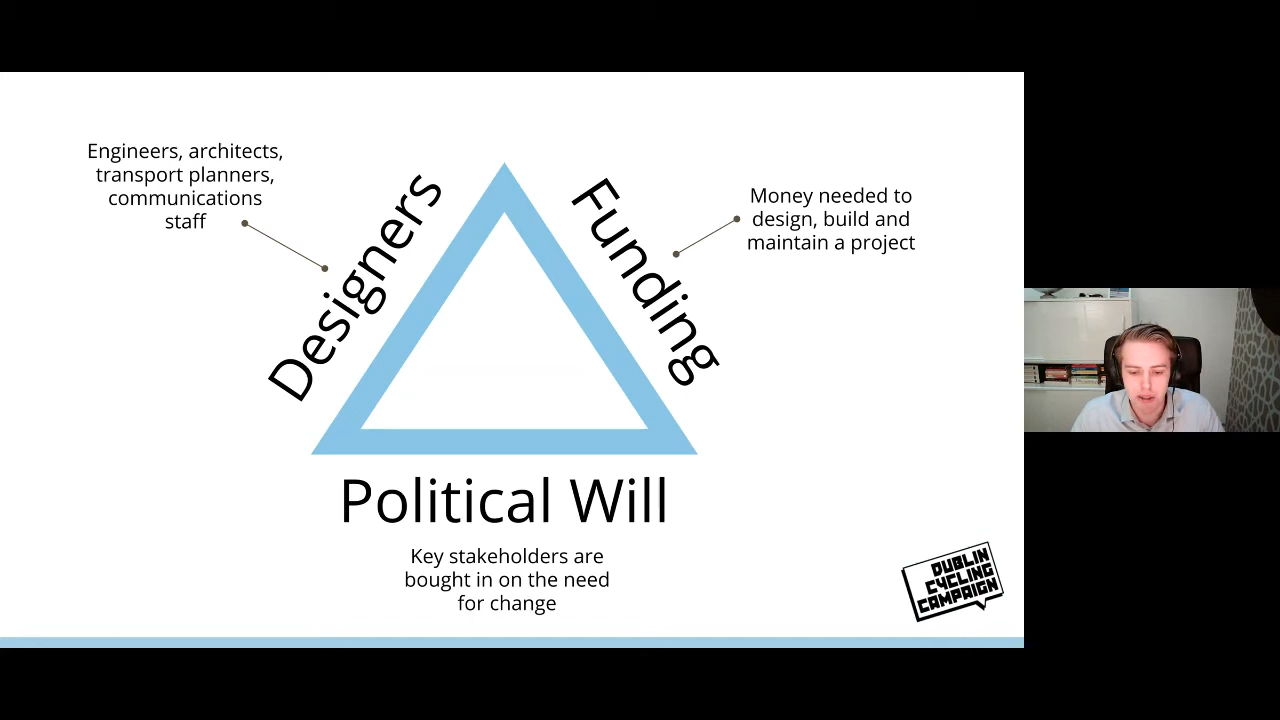 Engineers, architects,
transport planners,
communications
staff
Designers
Funding
Money needed to
design, build and
maintain a project
Political Will
Key stakeholders are
bought in on the need
for change
DUBLIN
CYCLING
CAMPAIGN